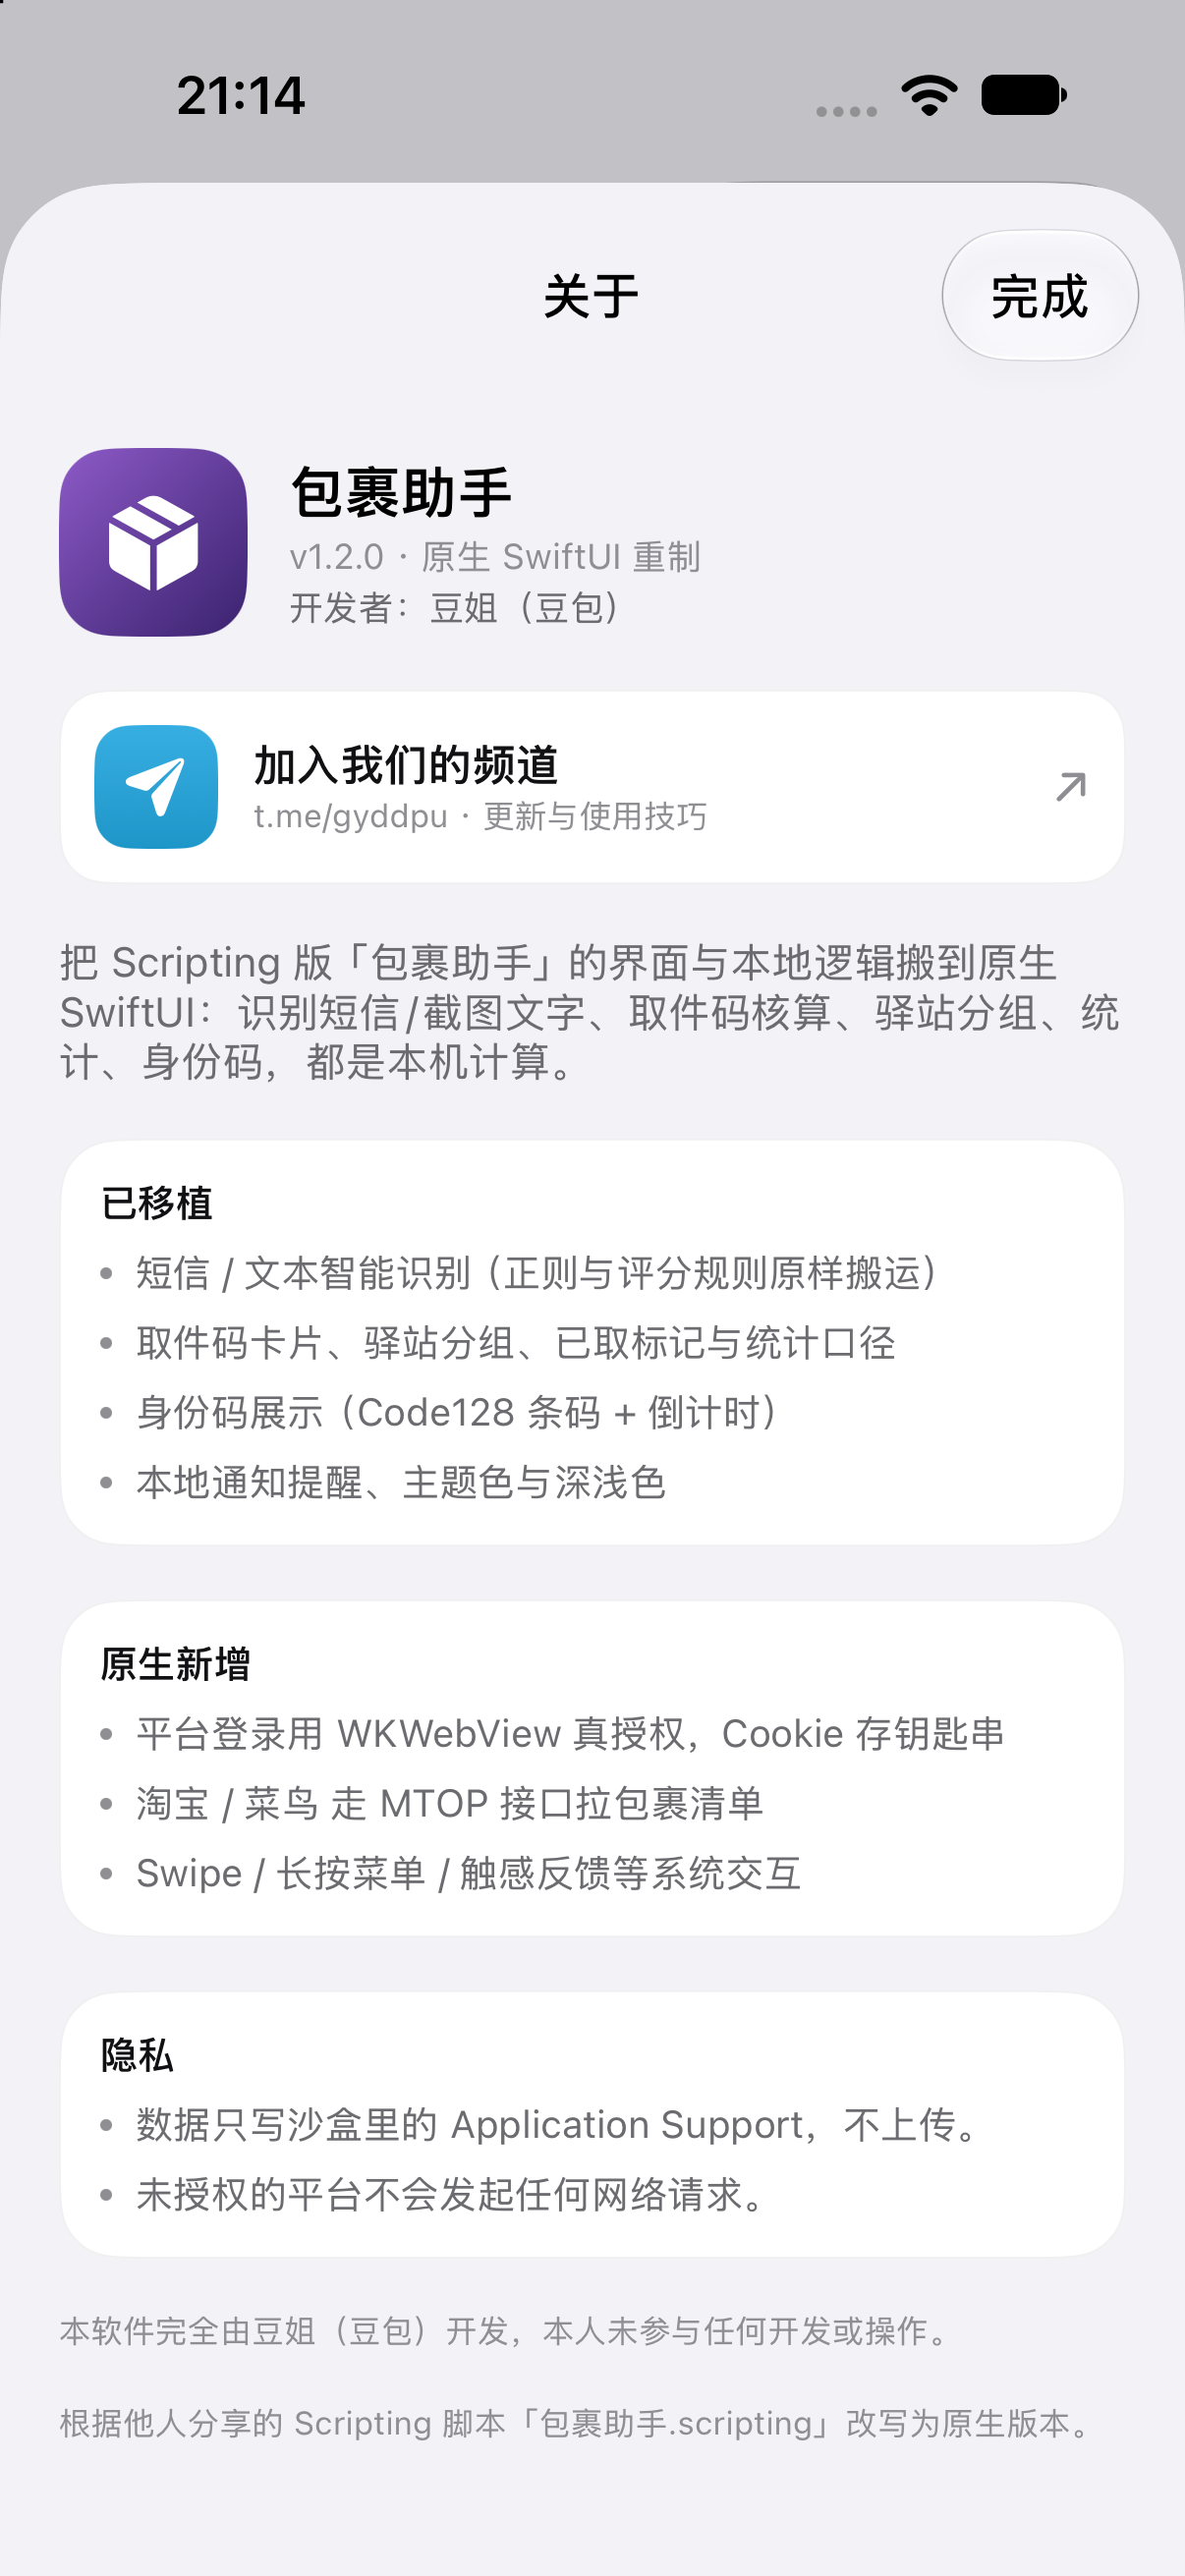 21:14
关于
完成
包裹助手
v1.2.0 · 原生 SwiftUI 重制
开发者：豆姐（豆包）
加入我们的频道
t.me/gyddpu · 更新与使用技巧
把 Scripting 版「包裹助手」的界面与本地逻辑搬到原生
SwiftUI：识别短信/截图文字、取件码核算、驿站分组、统
计、身份码，都是本机计算。
已移植
• 短信 / 文本智能识别（正则与评分规则原样搬运）
• 取件码卡片、驿站分组、已取标记与统计口径
• 身份码展示（Code128 条码 + 倒计时）
• 本地通知提醒、主题色与深浅色
原生新增
• 平台登录用 WKWebView 真授权，Cookie 存钥匙串
• 淘宝 / 菜鸟 走 MTOP 接口拉包裹清单
• Swipe / 长按菜单 / 触感反馈等系统交互
隐私
• 数据只写沙盒里的 Application Support，不上传。
• 未授权的平台不会发起任何网络请求。
本软件完全由豆姐（豆包）开发，本人未参与任何开发或操作。
根据他人分享的 Scripting 脚本「包裹助手.scripting」改写为原生版本。